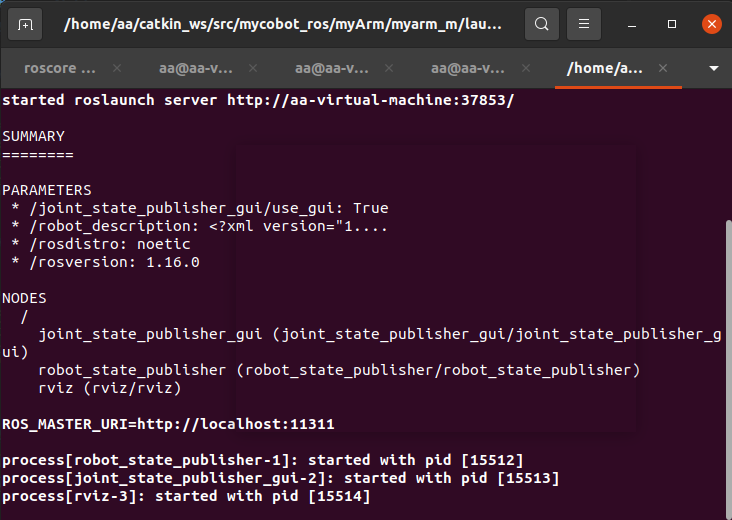 /home/aa/catkin_ws/src/mycobot_ros/myArm/myarm_m/lau...
roscore ...
aa@aa-v...
aa@aa-v...
aa@aa-v...
/home/a...
started roslaunch server http://aa-virtual-machine:37853/
SUMMARY
========
PARAMETERS
* /joint_state_publisher_gui/use_gui: True
* /robot_description: <?xml version="1....
* /rosdistro: noetic
* /rosversion: 1.16.0
NODES
/
joint_state_publisher_gui (joint_state_publisher_gui/joint_state_publisher_g
ui)
robot_state_publisher (robot_state_publisher/robot_state_publisher)
rviz (rviz/rviz)
ROS_MASTER_URI=http://localhost:11311
process[robot_state_publisher-1]: started with pid [15512]
process[joint_state_publisher_gui-2]: started with pid [15513]
process[rviz-3]: started with pid [15514]